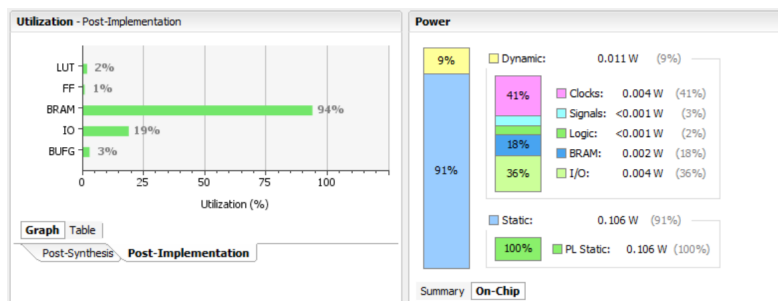 Utilization - Post-Implementation
LUT 2%
FF 1%
BRAM 94%
IO 19%
BUFG 3%
0 25 50 75 100
Utilization (%)
Graph Table
Post-Synthesis Post-Implementation
Power
9%
91%
Dynamic: 0.011 W (9%)
41%
18%
36%
Clocks: 0.004 W (41%)
Signals: <0.001 W (3%)
Logic: <0.001 W (2%)
BRAM: 0.002 W (18%)
I/O: 0.004 W (36%)
Static: 0.106 W (91%)
100% PL Static: 0.106 W (100%)
Summary On-Chip